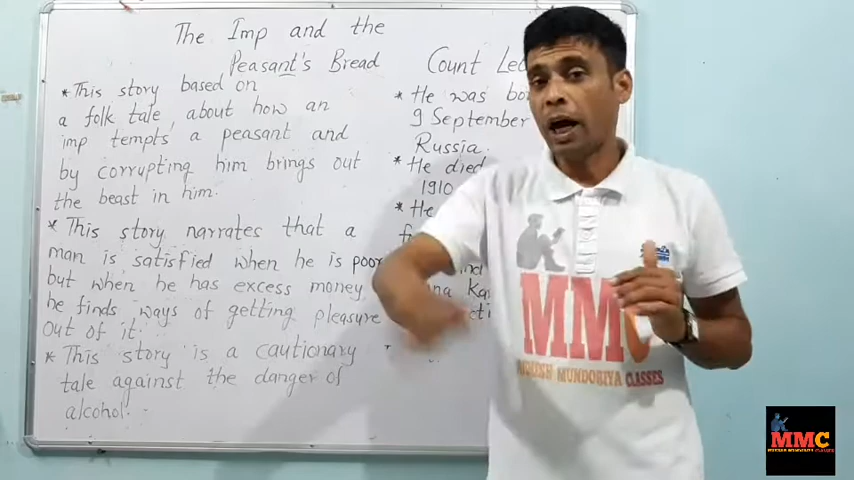 The Imp and the
Peasant's Bread
* This story based on
a folk tale, about how an
imp tempts a peasant and
by corrupting him brings out
the beast in him.
* This story narrates that a
man is satisfied when he is poor
but when he has excess money,
he finds ways of getting pleasure
out of it.
* This story is a cautionary
tale against the danger of
alcohol.
Count
* He was
9 September
Russia.
* He died
1910
*
MMC
MUNDURIYA CLASSES
MMC